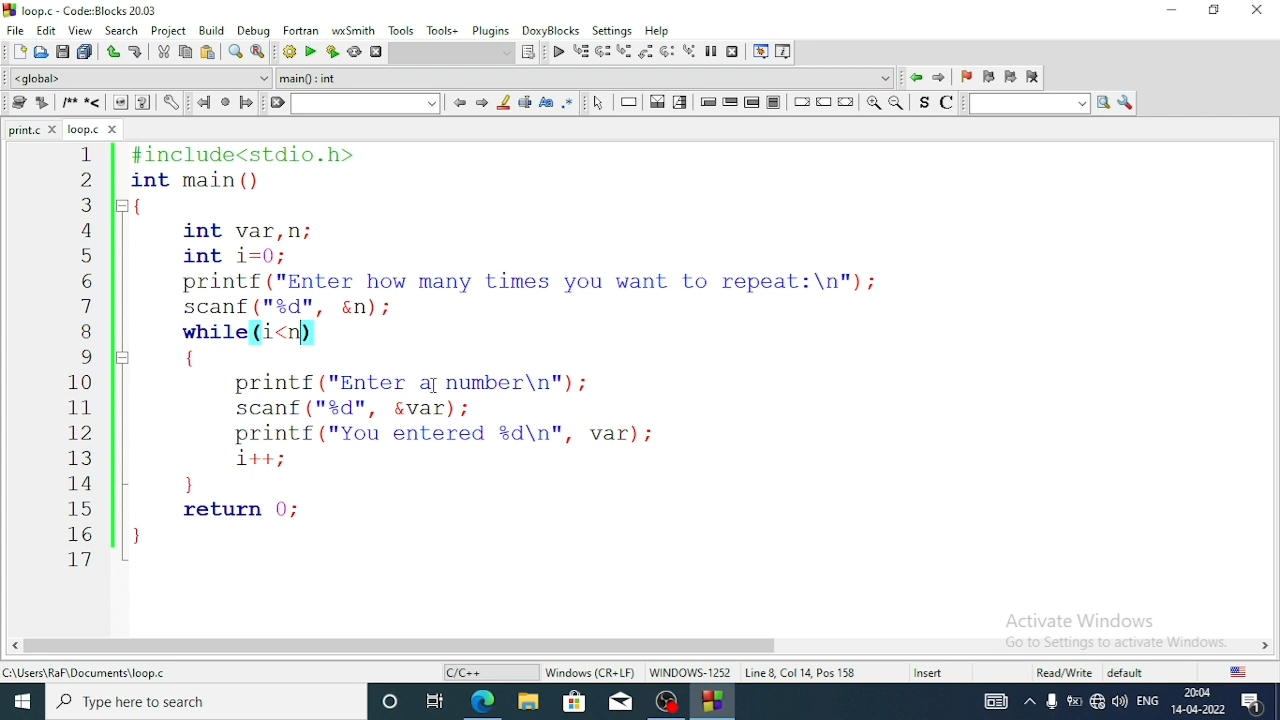 loop.c - Code::Blocks 20.03
File Edit View Search Project Build Debug Fortran wxSmith Tools Tools+ Plugins DoxyBlocks Settings Help
<global> main() : int
/** *< Aa .* S C
print.c loop.c
1 #include<stdio.h>
2 int main()
3 {
4 int var,n;
5 int i=0;
6 printf("Enter how many times you want to repeat:\n");
7 scanf("%d", &n);
8 while(i<n)
9 {
10 printf("Enter a number\n");
11 scanf("%d", &var);
12 printf("You entered %d\n", var);
13 i++;
14 }
15 return 0;
16 }
17
Activate Windows
Go to Settings to activate Windows.
C:\Users\RaF\Documents\loop.c C/C++ Windows (CR+LF) WINDOWS-1252 Line 8, Col 14, Pos 158 Insert Read/Write default
Type here to search ENG 20:04
14-04-2022 1